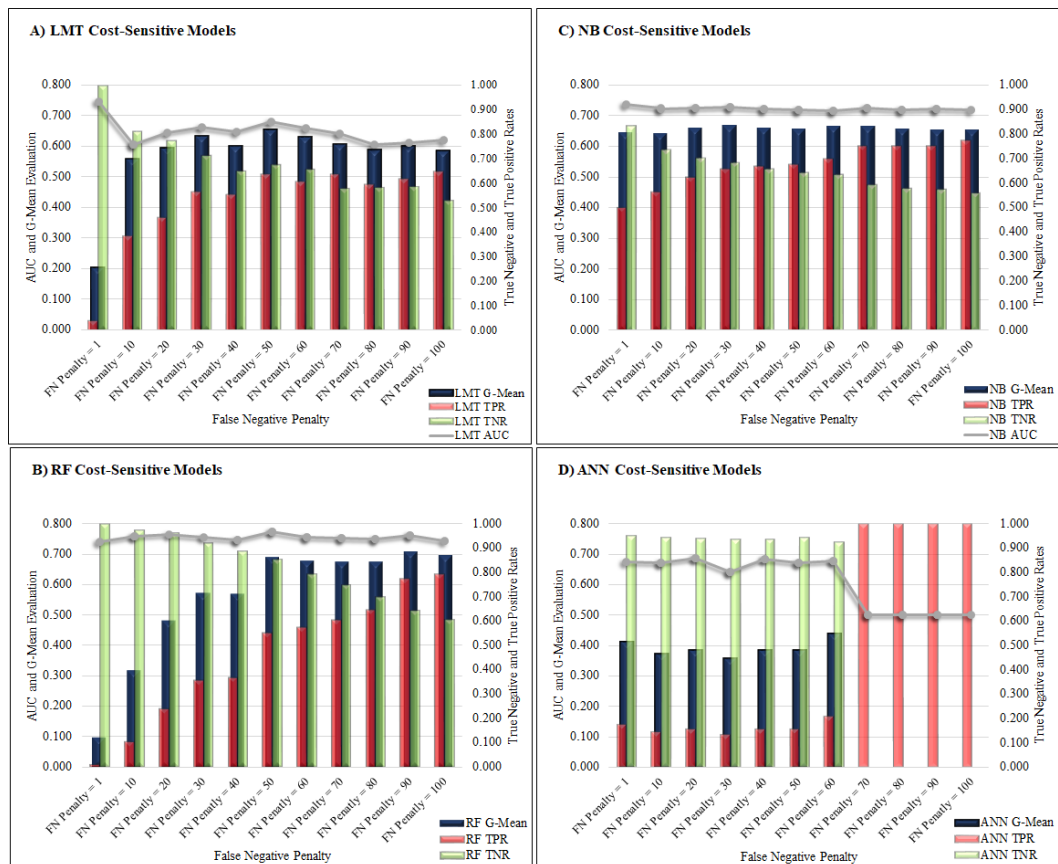 A) LMT Cost-Sensitive Models
AUC and G-Mean Evaluation
0.800
0.700
0.600
0.500
0.400
0.300
0.200
0.100
0.000
1.000
0.900
0.800
0.700
0.600
0.500
0.400
0.300
0.200
0.100
0.000
True Negative and True Positive Rates
FN Penalty = 1
FN Penalty = 10
FN Penalty = 20
FN Penalty = 30
FN Penalty = 40
FN Penalty = 50
FN Penalty = 60
FN Penalty = 70
FN Penalty = 80
FN Penalty = 90
FN Penatly = 100
False Negative Penalty
LMT G-Mean
LMT TPR
LMT TNR
LMT AUC
C) NB Cost-Sensitive Models
AUC and G-Mean Evaluation
0.800
0.700
0.600
0.500
0.400
0.300
0.200
0.100
0.000
1.000
0.900
0.800
0.700
0.600
0.500
0.400
0.300
0.200
0.100
0.000
True Negative and True Positive Rates
FN Penalty = 1
FN Penalty = 10
FN Penalty = 20
FN Penalty = 30
FN Penalty = 40
FN Penalty = 50
FN Penalty = 60
FN Penalty = 70
FN Penalty = 80
FN Penalty = 90
FN Penatly = 100
False Negative Penalty
NB G-Mean
NB TPR
NB TNR
NB AUC
B) RF Cost-Sensitive Models
AUC and G-Mean Evaluation
0.800
0.700
0.600
0.500
0.400
0.300
0.200
0.100
0.000
1.000
0.900
0.800
0.700
0.600
0.500
0.400
0.300
0.200
0.100
0.000
True Negative and True Positive Rates
FN Penalty = 1
FN Penalty = 10
FN Penalty = 20
FN Penalty = 30
FN Penalty = 40
FN Penalty = 50
FN Penalty = 60
FN Penalty = 70
FN Penalty = 80
FN Penalty = 90
FN Penatly = 100
False Negative Penalty
RF G-Mean
RF TPR
RF TNR
D) ANN Cost-Sensitive Models
AUC and G-Mean Evaluation
0.800
0.700
0.600
0.500
0.400
0.300
0.200
0.100
0.000
1.000
0.900
0.800
0.700
0.600
0.500
0.400
0.300
0.200
0.100
0.000
True Negative and True Positive Rates
FN Penalty = 1
FN Penalty = 10
FN Penalty = 20
FN Penalty = 30
FN Penalty = 40
FN Penalty = 50
FN Penalty = 60
FN Penalty = 70
FN Penalty = 80
FN Penalty = 90
FN Penatly = 100
False Negative Penalty
ANN G-Mean
ANN TPR
ANN TNR